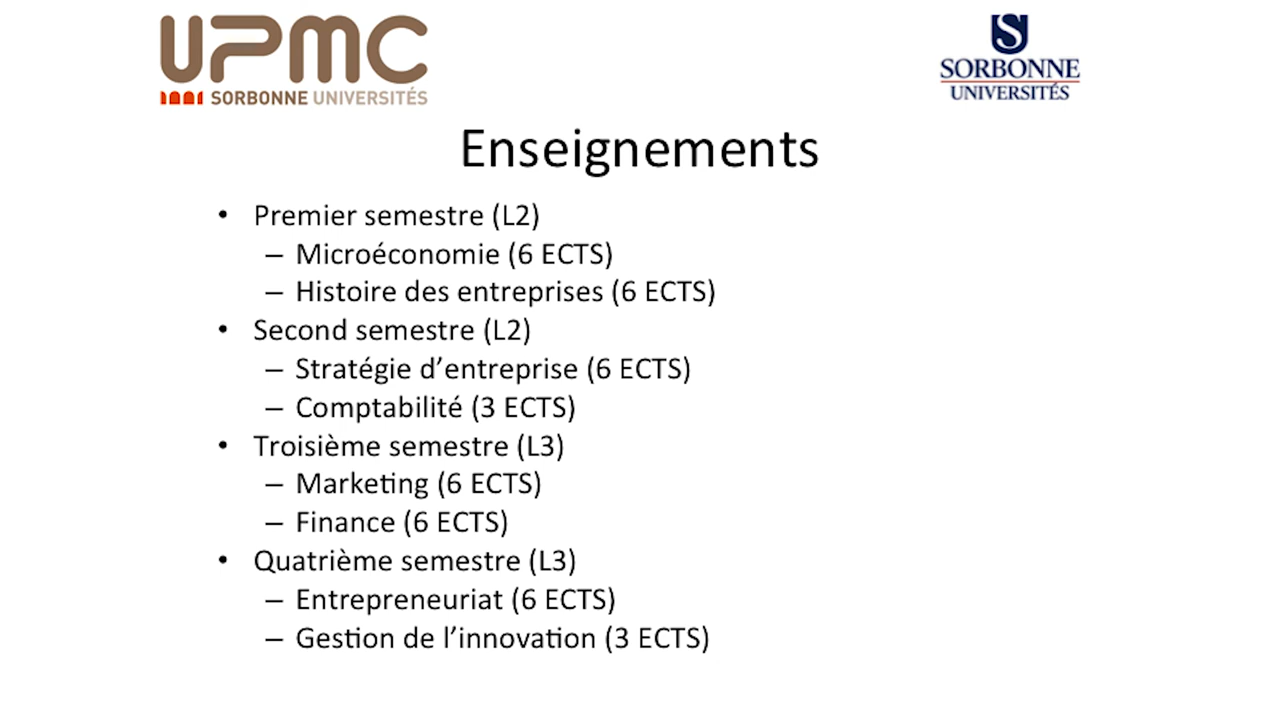 UPMC
SORBONNE UNIVERSITÉS
S
SORBONNE
UNIVERSITÉS
Enseignements
• Premier semestre (L2)
– Microéconomie (6 ECTS)
– Histoire des entreprises (6 ECTS)
• Second semestre (L2)
– Stratégie d’entreprise (6 ECTS)
– Comptabilité (3 ECTS)
• Troisième semestre (L3)
– Marketing (6 ECTS)
– Finance (6 ECTS)
• Quatrième semestre (L3)
– Entrepreneuriat (6 ECTS)
– Gestion de l’innovation (3 ECTS)